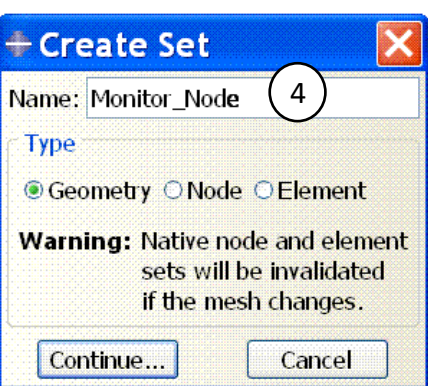 Create Set
Name: Monitor_Node 4
Type
Geometry Node Element
Warning: Native node and element
sets will be invalidated
if the mesh changes.
Continue... Cancel